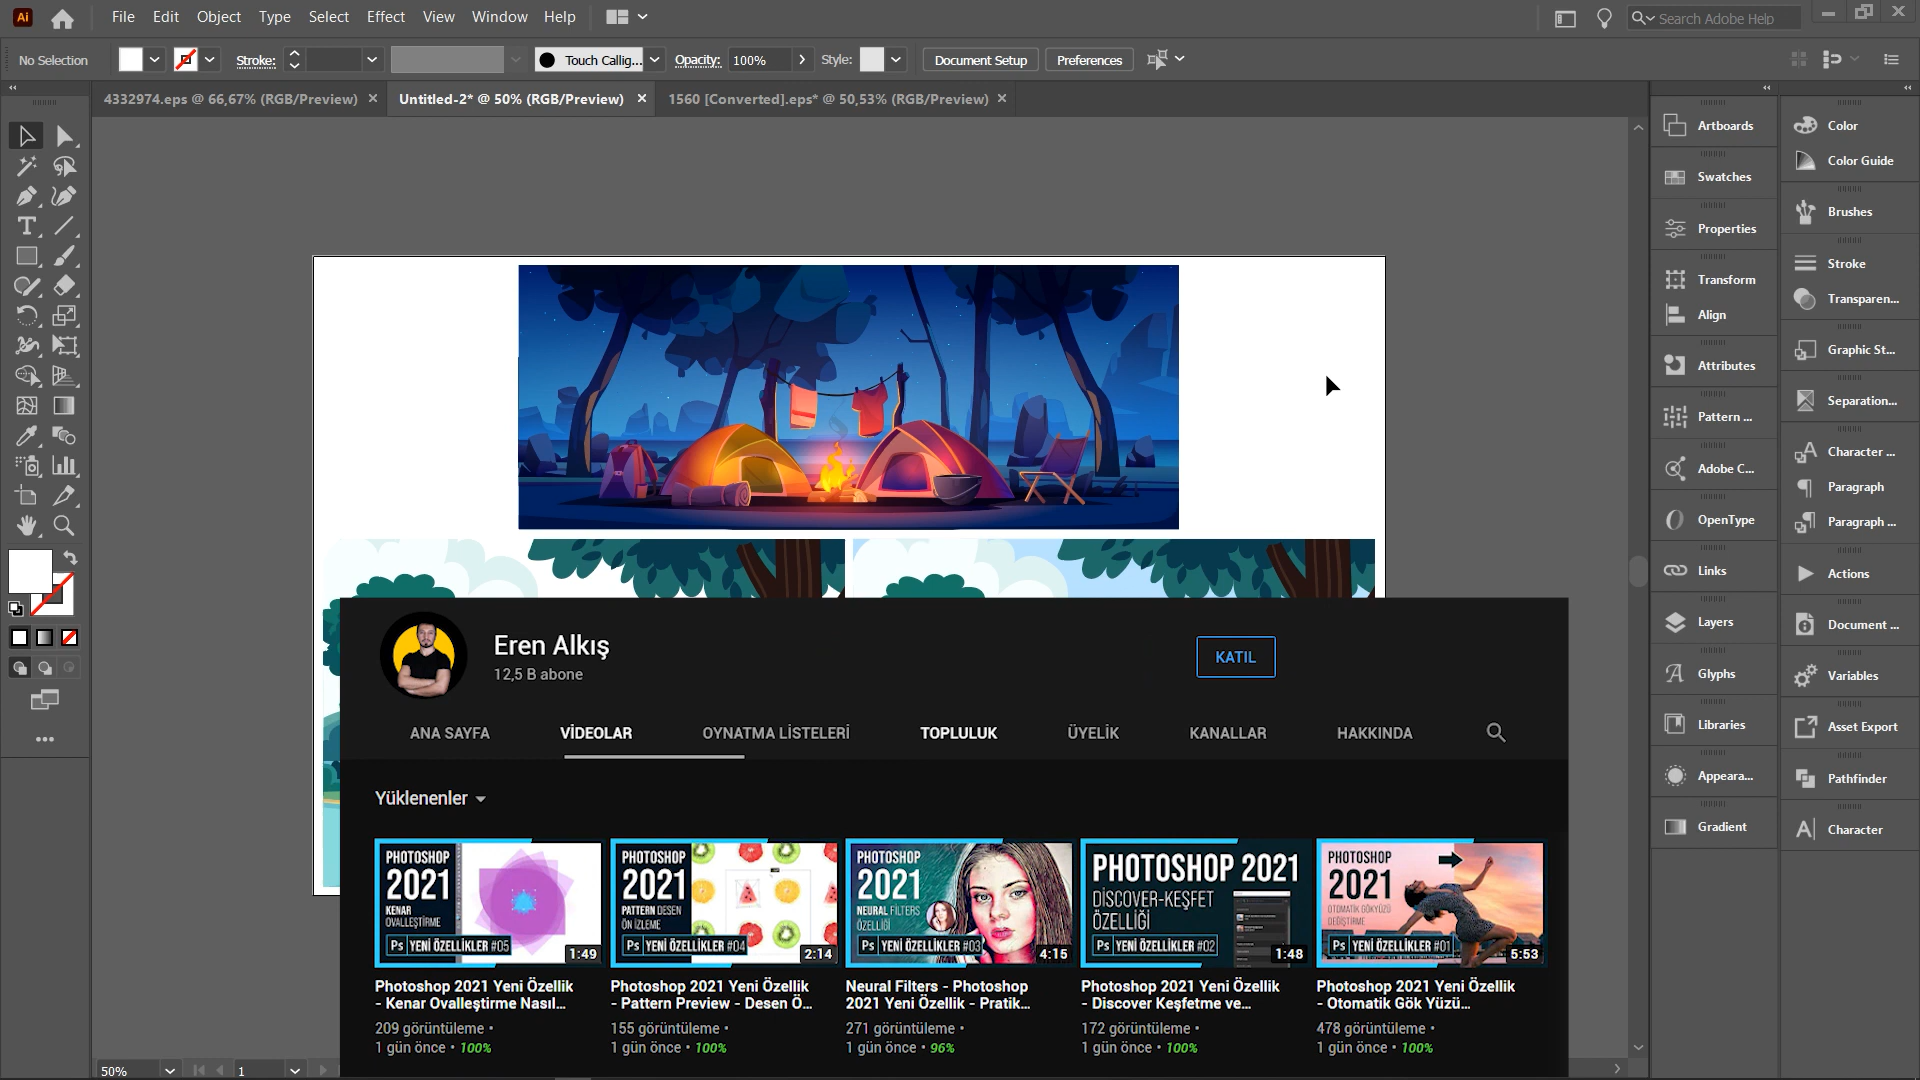 Ai File Edit Object Type Select Effect View Window Help Search Adobe Help
No Selection Stroke: Touch Callig... Opacity: 100% Style: Document Setup Preferences
4332974.eps @ 66,67% (RGB/Preview) × Untitled-2* @ 50% (RGB/Preview) × 1560 [Converted].eps* @ 50,53% (RGB/Preview) ×
Artboards
Swatches
Properties
Transform
Align
Attributes
Pattern ...
Adobe C...
OpenType
Links
Layers
Glyphs
Libraries
Appeara...
Gradient
Color
Color Guide
Brushes
Stroke
Transparen...
Graphic St...
Separation...
Character ...
Paragraph
Paragraph ...
Actions
Document ...
Variables
Asset Export
Pathfinder
Character
Eren Alkış
12,5 B abone
KATIL
ANA SAYFA VİDEOLAR OYNATMA LİSTELERİ TOPLULUK ÜYELİK KANALLAR HAKKINDA
Yüklenenler
PHOTOSHOP
2021
KENAR
OVALLEŞTİRME
Ps YENİ ÖZELLİKLER #05
1:49
Photoshop 2021 Yeni Özellik
- Kenar Ovalleştirme Nasıl...
209 görüntüleme •
1 gün önce • 100%
PHOTOSHOP
2021
PATTERN DESEN
ÖN İZLEME
Ps YENİ ÖZELLİKLER #04
2:14
Photoshop 2021 Yeni Özellik
- Pattern Preview - Desen Ö...
155 görüntüleme •
1 gün önce • 100%
PHOTOSHOP
2021
NEURAL FILTERS
ÖZELLİĞİ
Ps YENİ ÖZELLİKLER #03
4:15
Neural Filters - Photoshop
2021 Yeni Özellik - Pratik...
271 görüntüleme •
1 gün önce • 96%
PHOTOSHOP 2021
DİSCOVER-KEŞFET
ÖZELLİĞİ
Ps YENİ ÖZELLİKLER #02
1:48
Photoshop 2021 Yeni Özellik
- Discover Keşfetme ve...
172 görüntüleme •
1 gün önce • 100%
PHOTOSHOP
2021
OTOMATİK GÖKYÜZÜ
DEĞİŞTİRME
Ps YENİ ÖZELLİKLER #01
5:53
Photoshop 2021 Yeni Özellik
- Otomatik Gök Yüzü...
478 görüntüleme •
1 gün önce • 100%
50% 1